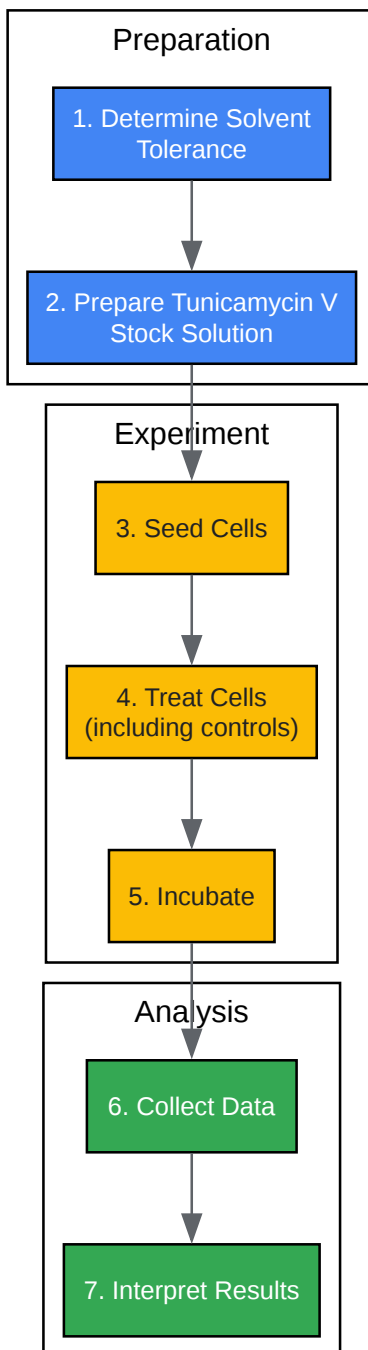 Preparation
1. Determine Solvent
Tolerance
2. Prepare Tunicamycin V
Stock Solution
Experiment
3. Seed Cells
4. Treat Cells
(including controls)
5. Incubate
Analysis
6. Collect Data
7. Interpret Results